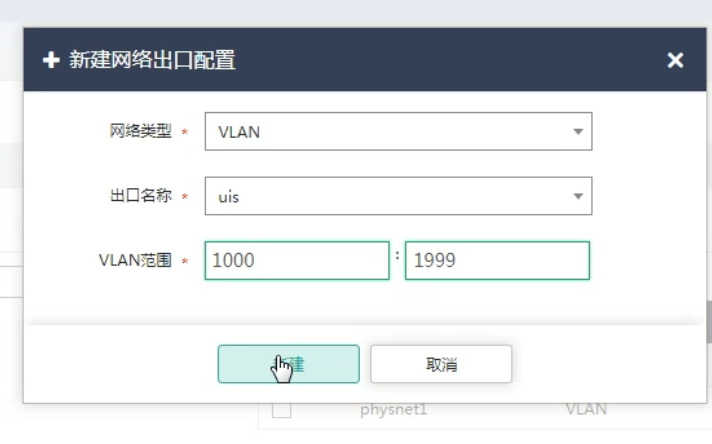 新建网络出口配置
网络类型 * VLAN
出口名称 * uis
VLAN范围 * 1000 : 1999
新建 取消
physnet1 VLAN